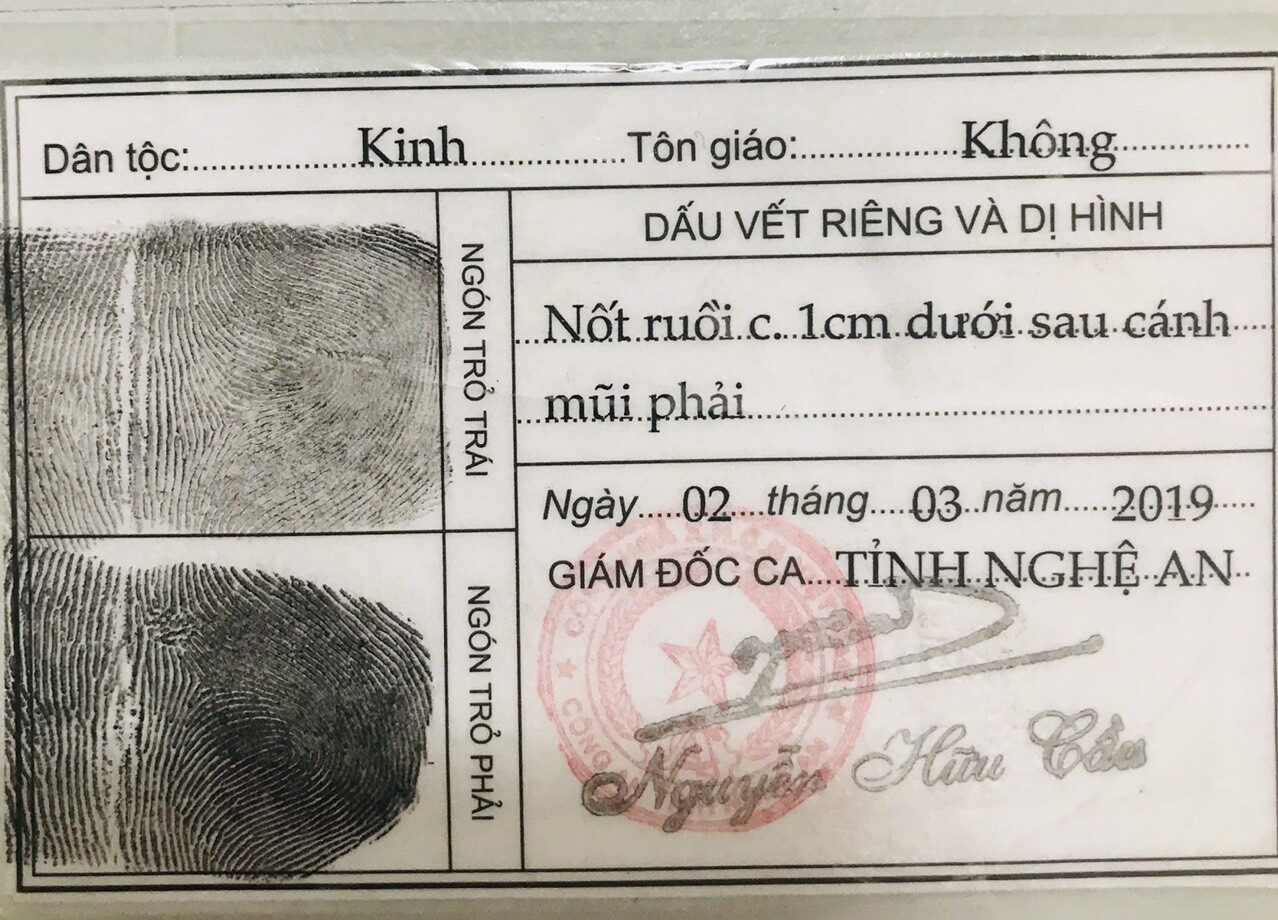 Dân tộc: Kinh Tôn giáo: Không
DẤU VẾT RIÊNG VÀ DỊ HÌNH
NGÓN TRỎ TRÁI
Nốt ruồi c. 1cm dưới sau cánh
mũi phải
Ngày 02 tháng 03 năm 2019
GIÁM ĐỐC CA TỈNH NGHỆ AN
NGÓN TRỎ PHẢI
Nguyễn Hữu Cầu